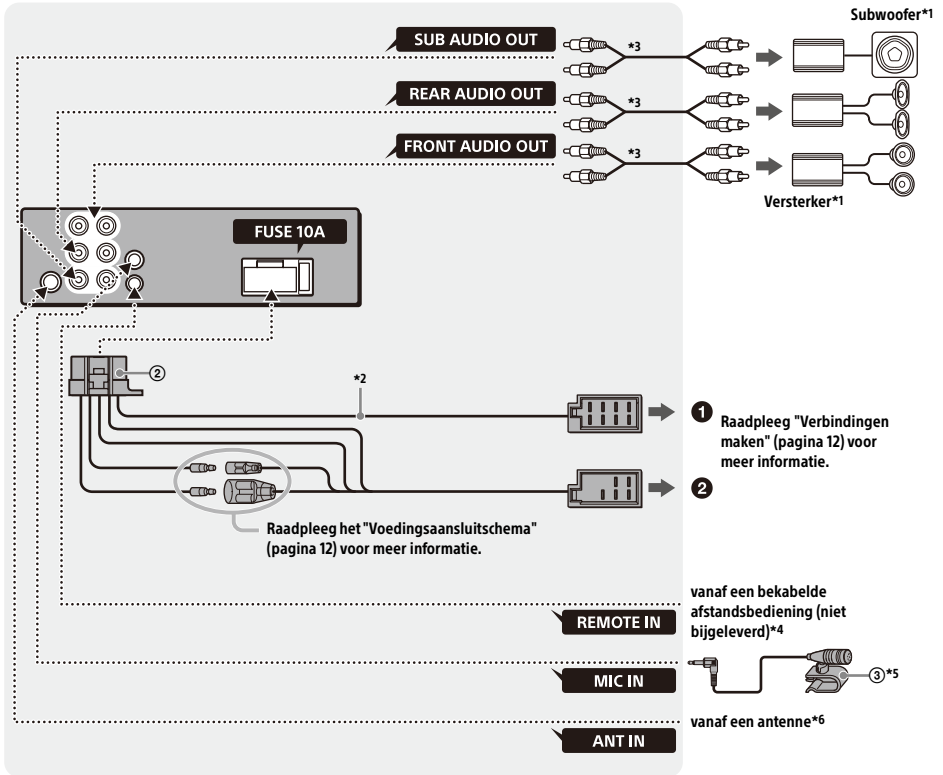 Subwoofer*1
SUB AUDIO OUT
*3
REAR AUDIO OUT
*3
FRONT AUDIO OUT
*3
Versterker*1
FUSE 10A
②
*2
❶
Raadpleeg "Verbindingen
maken" (pagina 12) voor
meer informatie.
❷
Raadpleeg het "Voedingsaansluitschema"
(pagina 12) voor meer informatie.
vanaf een bekabelde
afstandsbediening (niet
bijgeleverd)*4
REMOTE IN
③*5
MIC IN
vanaf een antenne*6
ANT IN